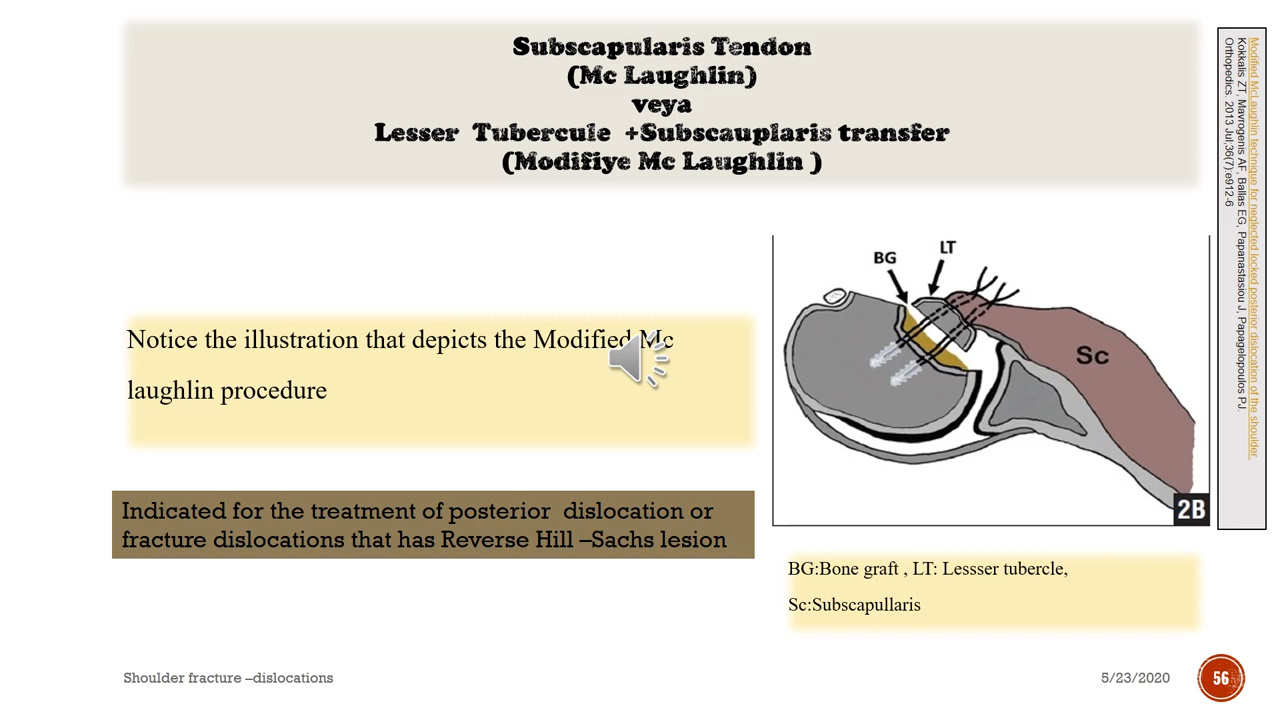 Subscapularis Tendon
(Mc Laughlin)
veya
Lesser Tubercule +Subscauplaris transfer
(Modifiye Mc Laughlin )
Modified McLaughlin technique for neglected locked posterior dislocation of the shoulder.
Kokkalis ZT, Mavrogenis AF, Ballas EG, Papanastasiou J, Papagelopoulos PJ.
Orthopedics. 2013 Jul;36(7):e912-6
Notice the illustration that depicts the Modified Mc
laughlin procedure
Indicated for the treatment of posterior dislocation or
fracture dislocations that has Reverse Hill –Sachs lesion
BG
LT
Sc
2B
BG:Bone graft , LT: Lessser tubercle,
Sc:Subscapullaris
Shoulder fracture –dislocations
5/23/2020
56